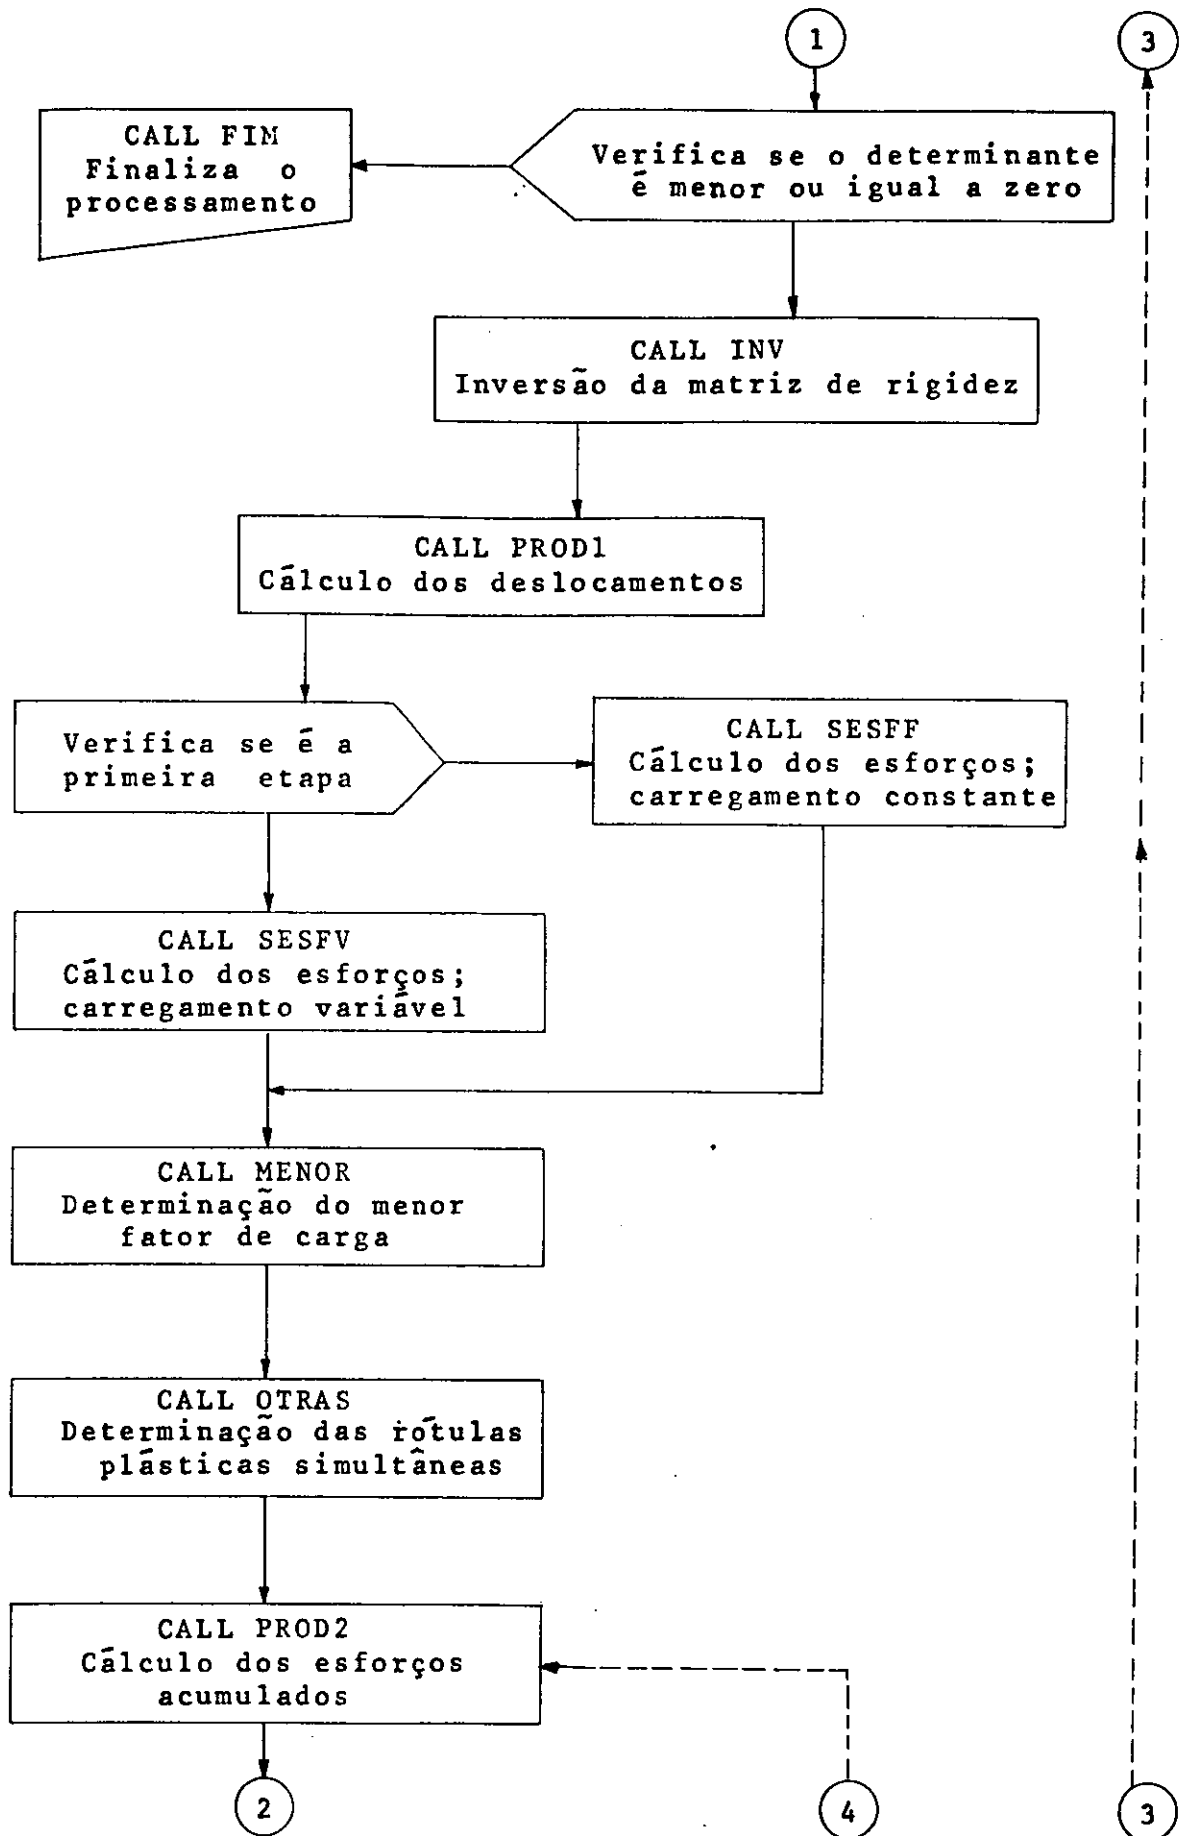 1
3
CALL FIM
Finaliza o
processamento
Verifica se o determinante
é menor ou igual a zero
CALL INV
Inversão da matriz de rigidez
CALL PROD1
Cálculo dos deslocamentos
Verifica se é a
primeira etapa
CALL SESFF
Cálculo dos esforços;
carregamento constante
CALL SESFV
Cálculo dos esforços;
carregamento variável
CALL MENOR
Determinação do menor
fator de carga
CALL OTRAS
Determinação das rótulas
plásticas simultâneas
CALL PROD2
Cálculo dos esforços
acumulados
2
4
3